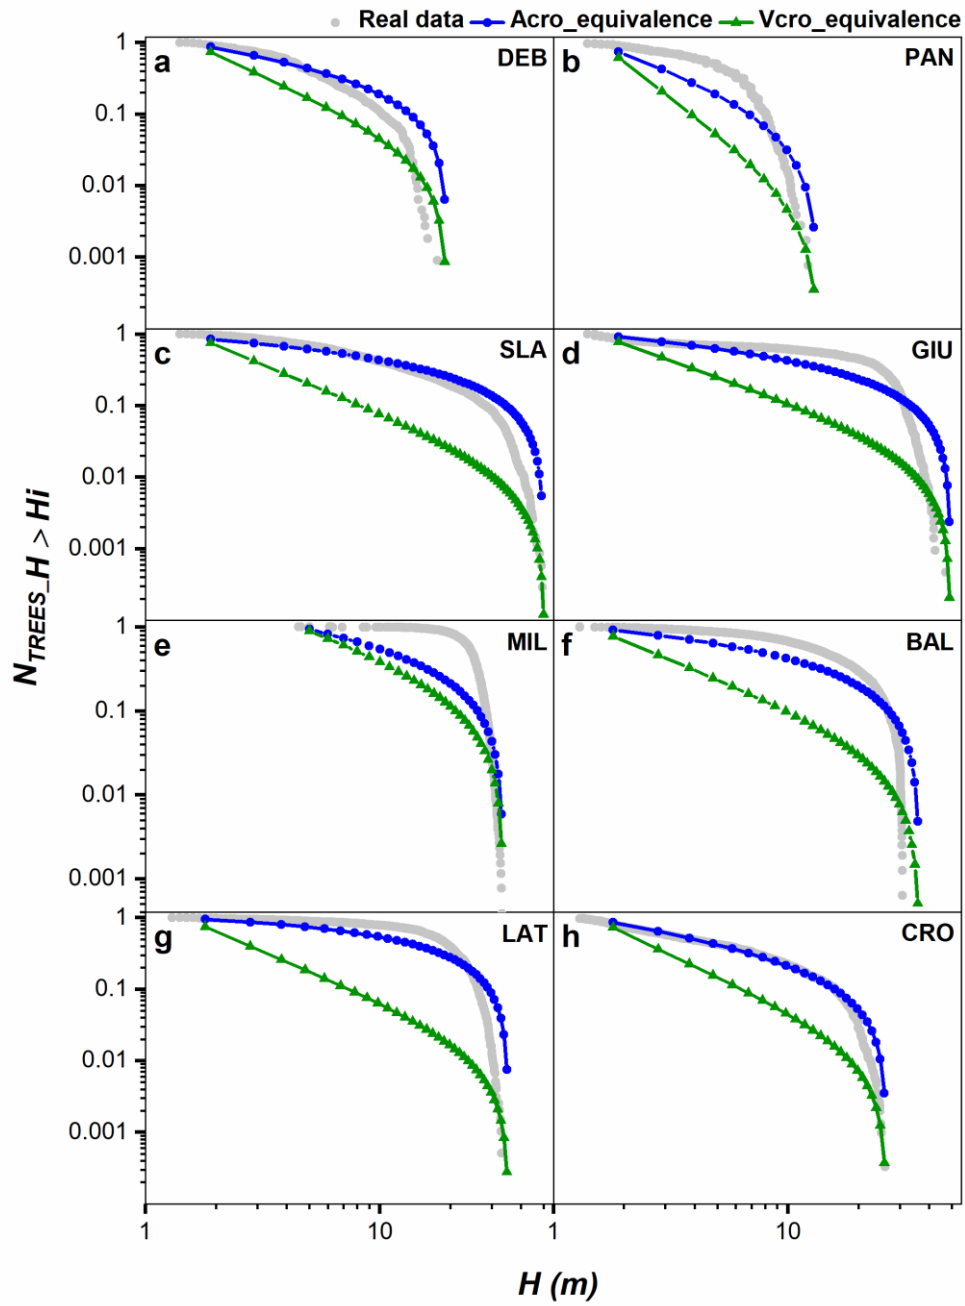 Real data Acro_equivalence Vcro_equivalence
1
a DEB
b PAN
0.1
0.01
0.001
1
c SLA
d GIU
0.1
0.01
0.001
1
e MIL
f BAL
0.1
0.01
0.001
1
g LAT
h CRO
0.1
0.01
0.001
1 10 1 10
H (m)
NTREES_H > Hi